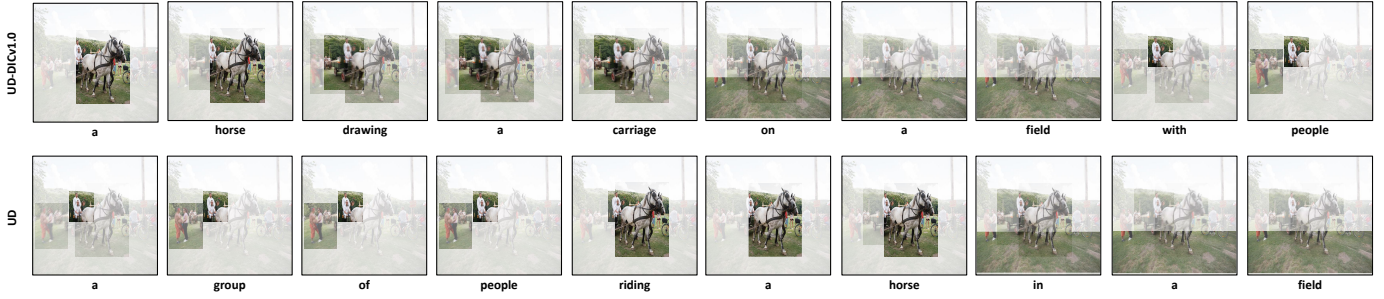 UD-DICv1.0
a horse drawing a carriage on a field with people
UD
a group of people riding a horse in a field